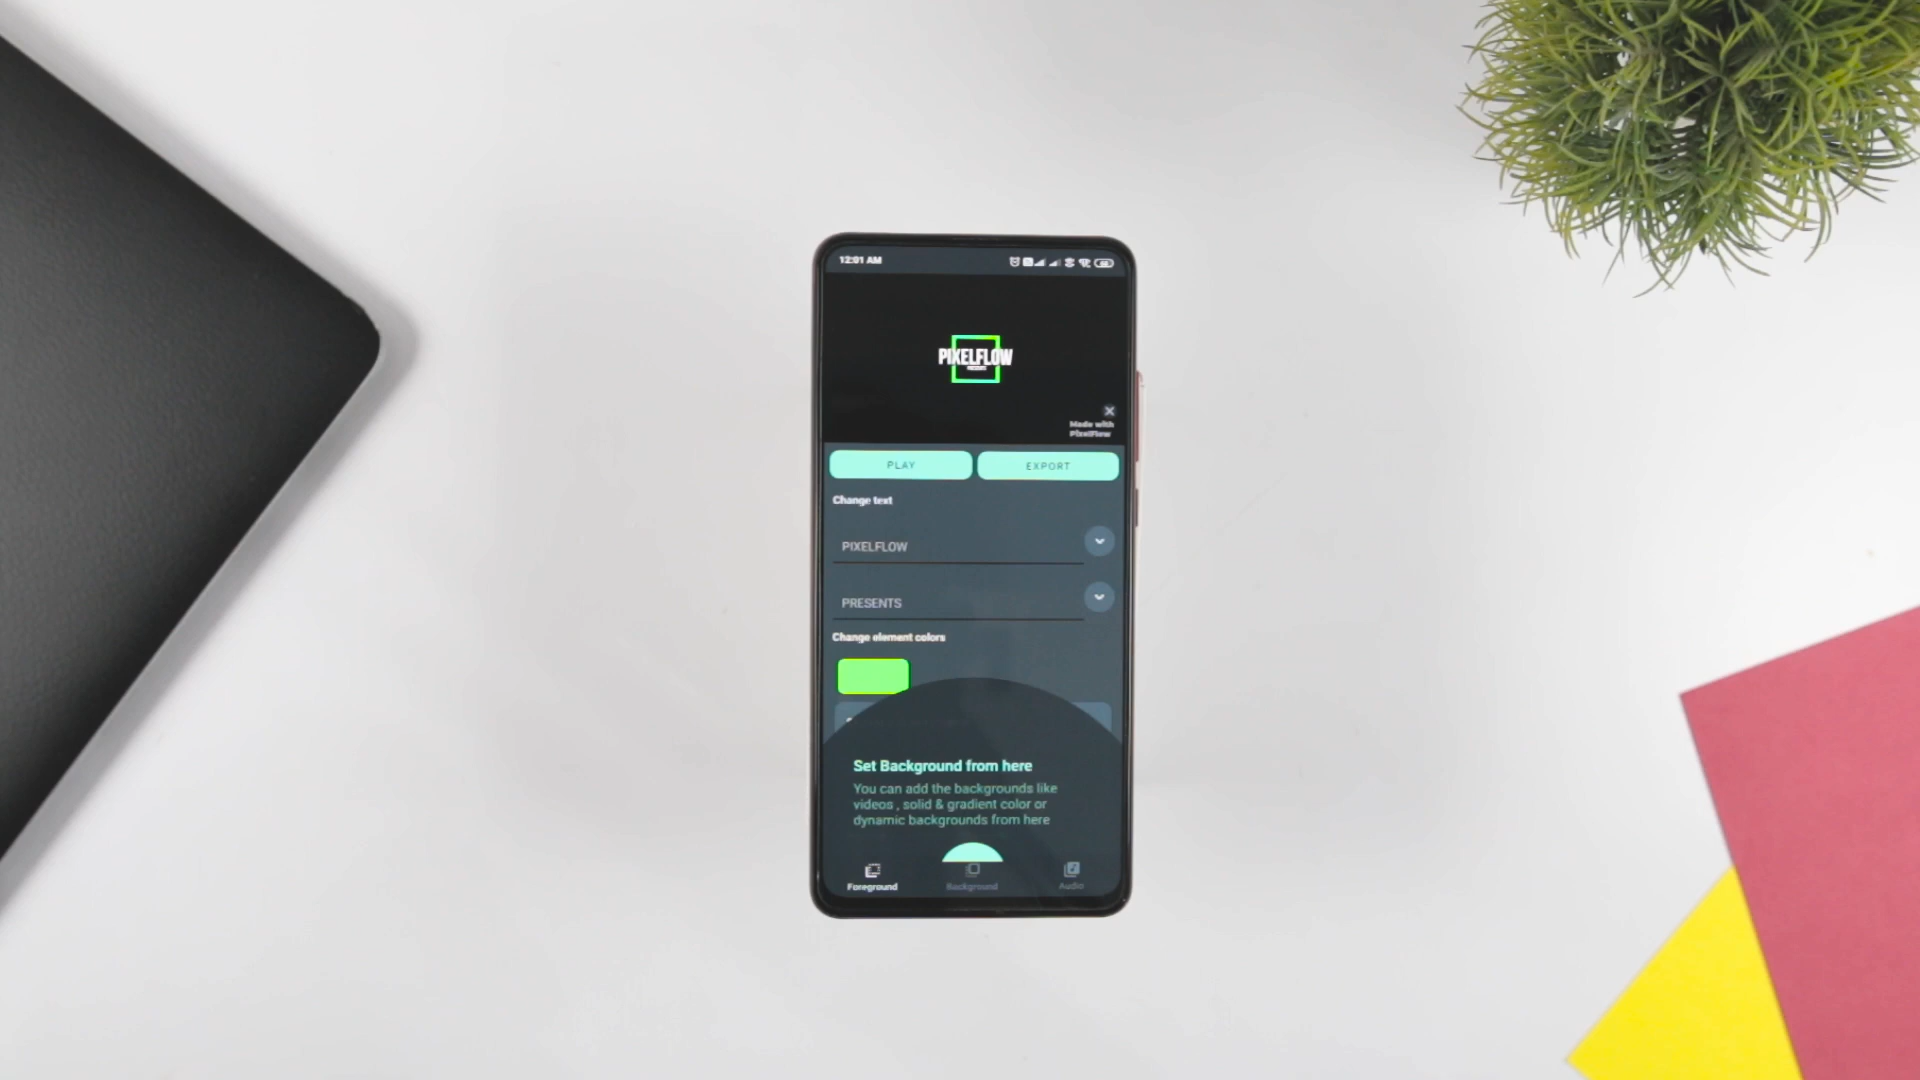 12:01 AM
PIXELFLOW
PRESENTS
Made with
PixelFlow
PLAY
EXPORT
Change text
PIXELFLOW
PRESENTS
Change element colors
Set Background from here
You can add the backgrounds like
videos , solid & gradient color or
dynamic backgrounds from here
Foreground
Background
Audio